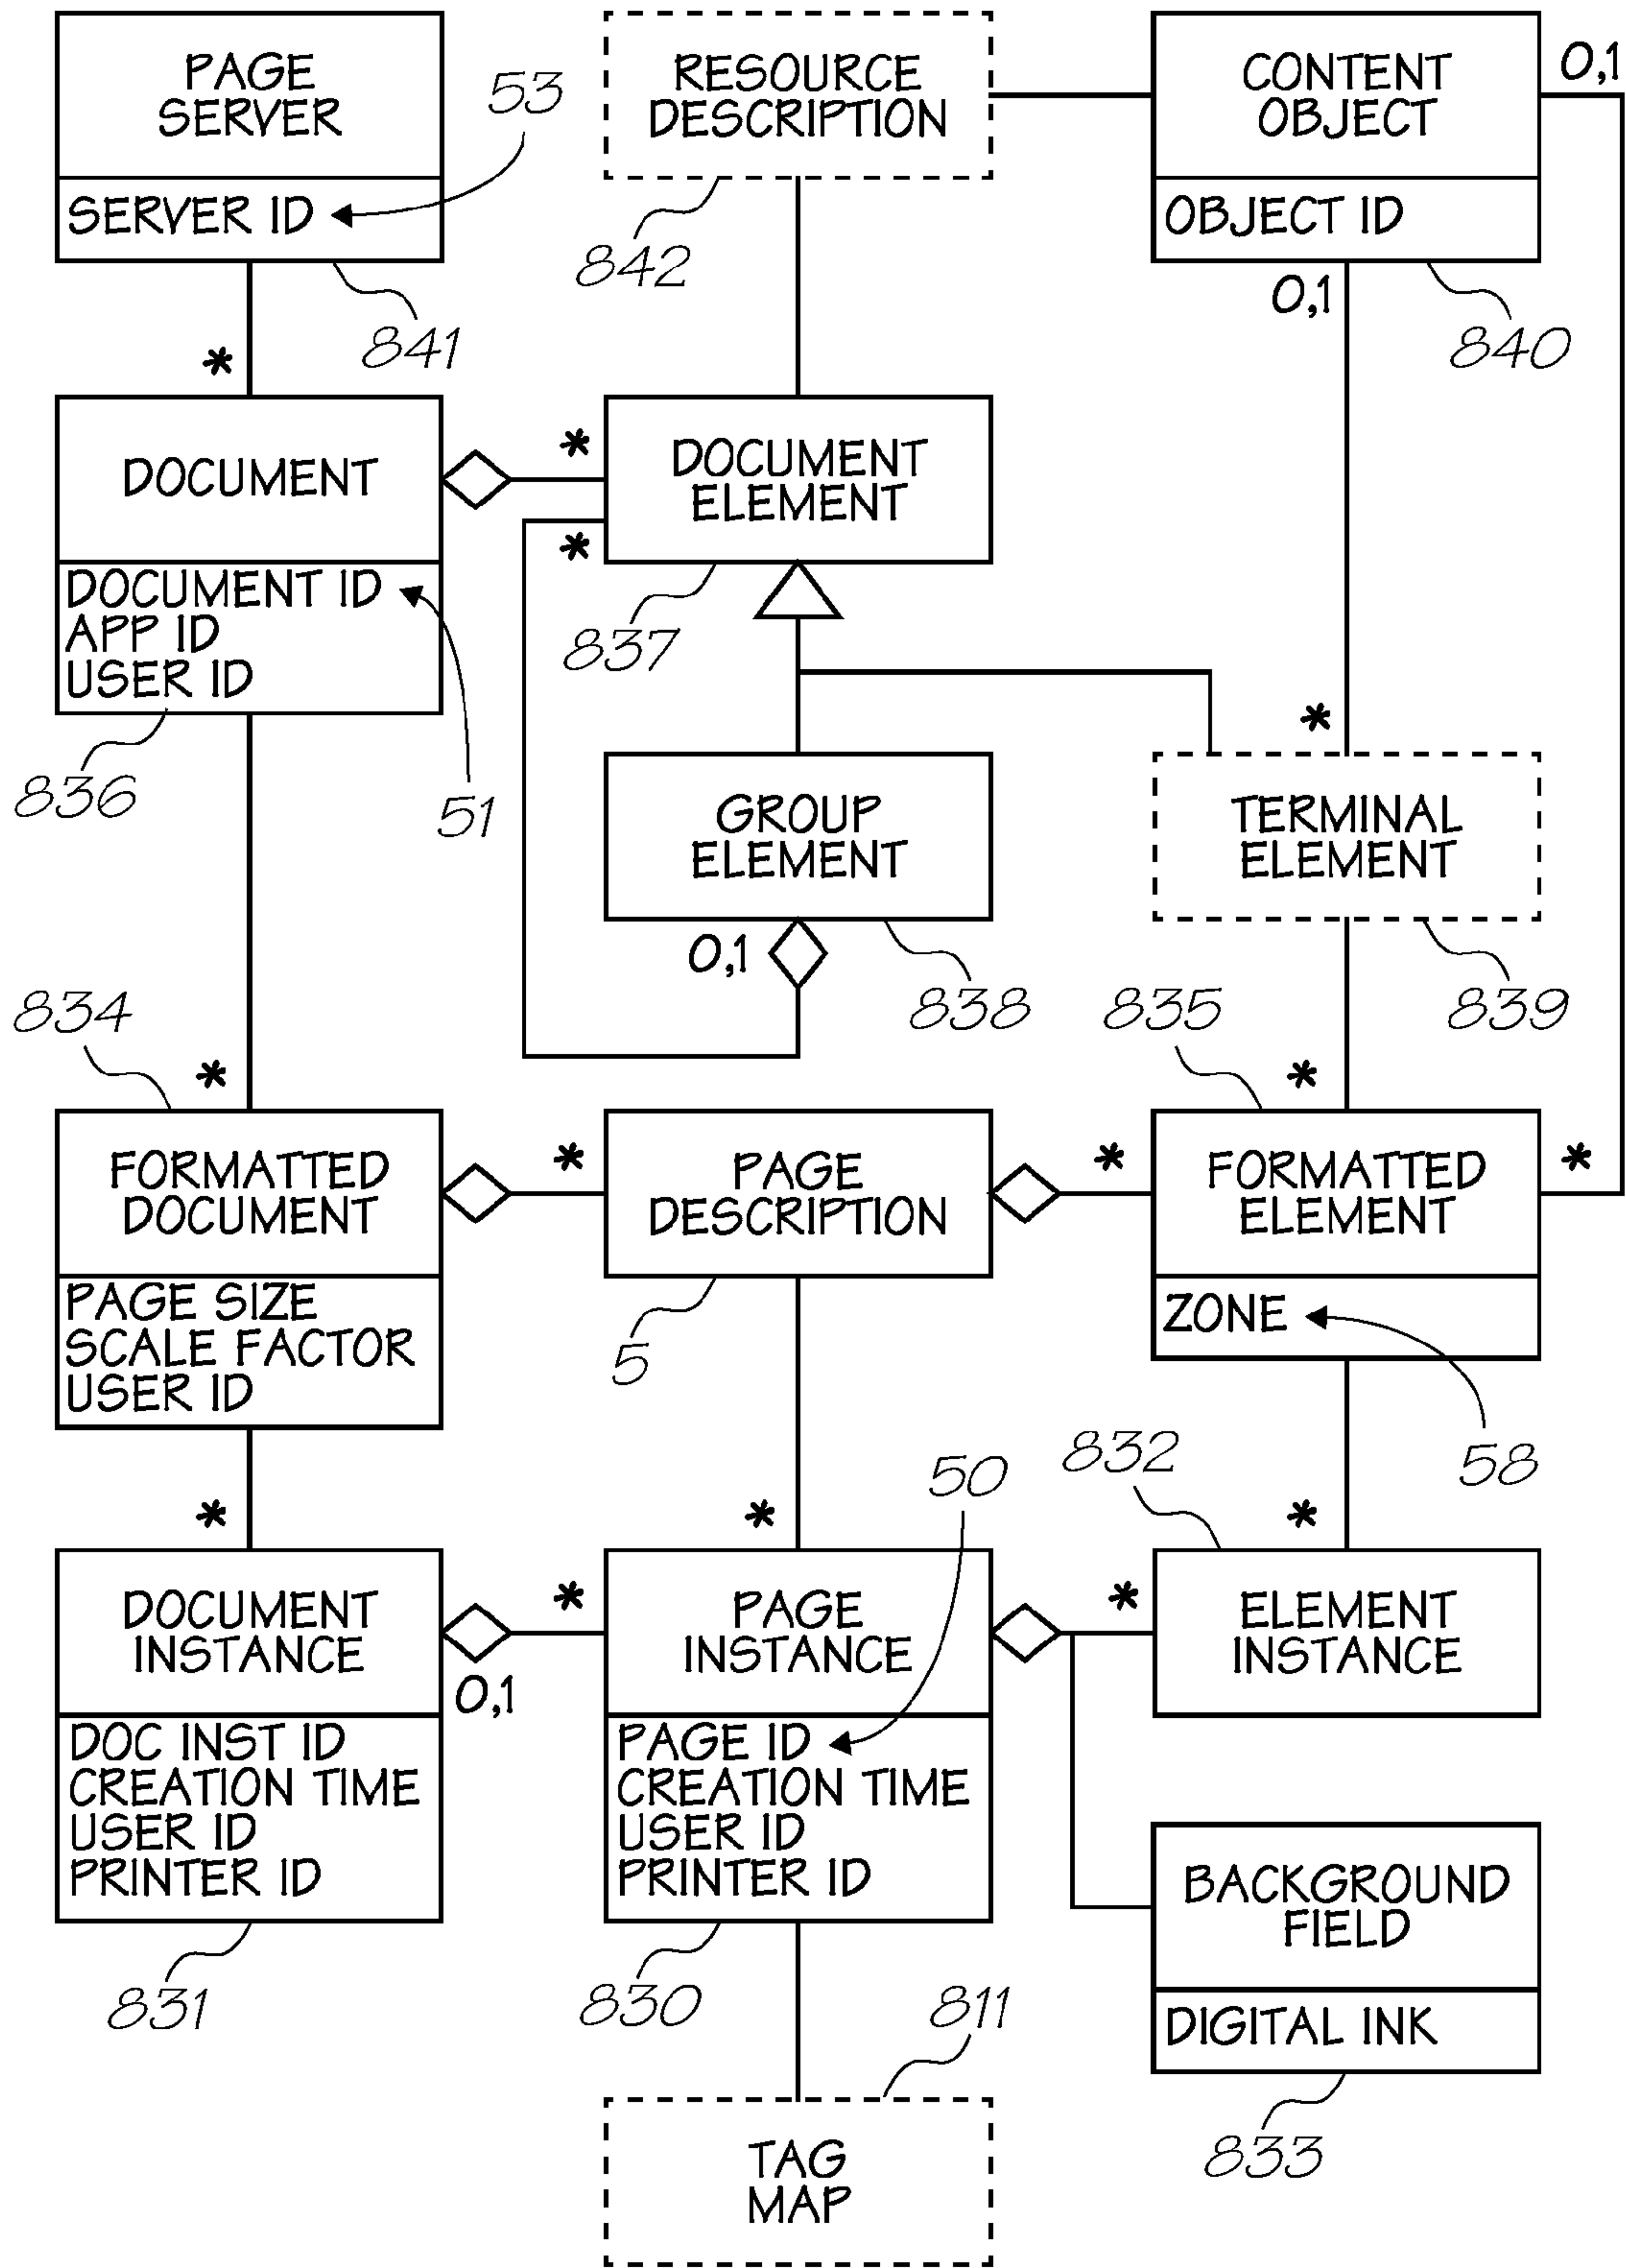 PAGE
SERVER
SERVER ID
53
841
RESOURCE
DESCRIPTION
842
CONTENT
OBJECT
OBJECT ID
0,1
0,1
840
*
DOCUMENT
DOCUMENT ID
APP ID
USER ID
836
51
*
*
DOCUMENT
ELEMENT
837
GROUP
ELEMENT
0,1
838
*
TERMINAL
ELEMENT
839
834
*
FORMATTED
DOCUMENT
PAGE SIZE
SCALE FACTOR
USER ID
*
PAGE
DESCRIPTION
5
835
*
*
*
FORMATTED
ELEMENT
ZONE
58
*
DOCUMENT
INSTANCE
0,1
DOC INST ID
CREATION TIME
USER ID
PRINTER ID
831
*
*
50
PAGE
INSTANCE
PAGE ID
CREATION TIME
USER ID
PRINTER ID
830
832
*
*
ELEMENT
INSTANCE
BACKGROUND
FIELD
DIGITAL INK
833
811
TAG
MAP